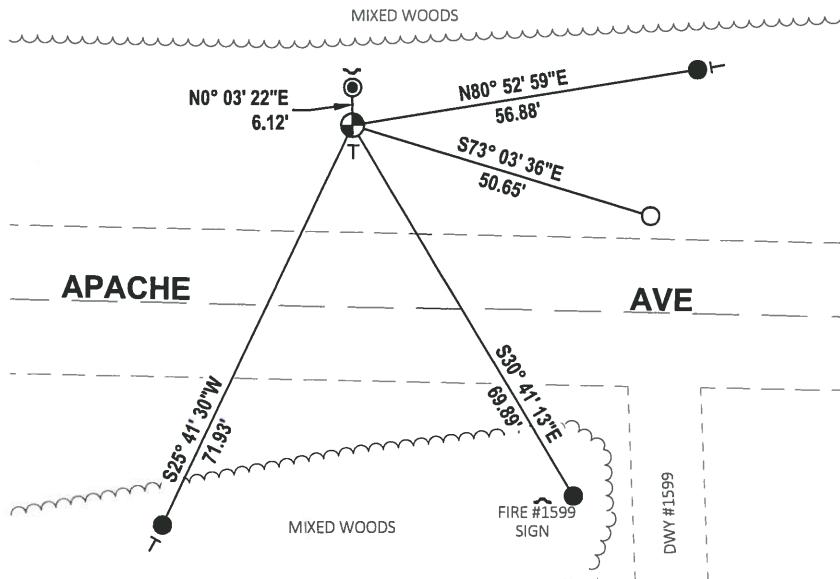 MIXED WOODS
N0° 03' 22"E
6.12'
N80° 52' 59"E
56.88'
S73° 03' 36"E
50.65'
T
T
APACHE AVE
S25° 41' 30"W
71.93'
S30° 41' 13"E
69.89'
FIRE #1599
SIGN
MIXED WOODS
DWY #1599
T